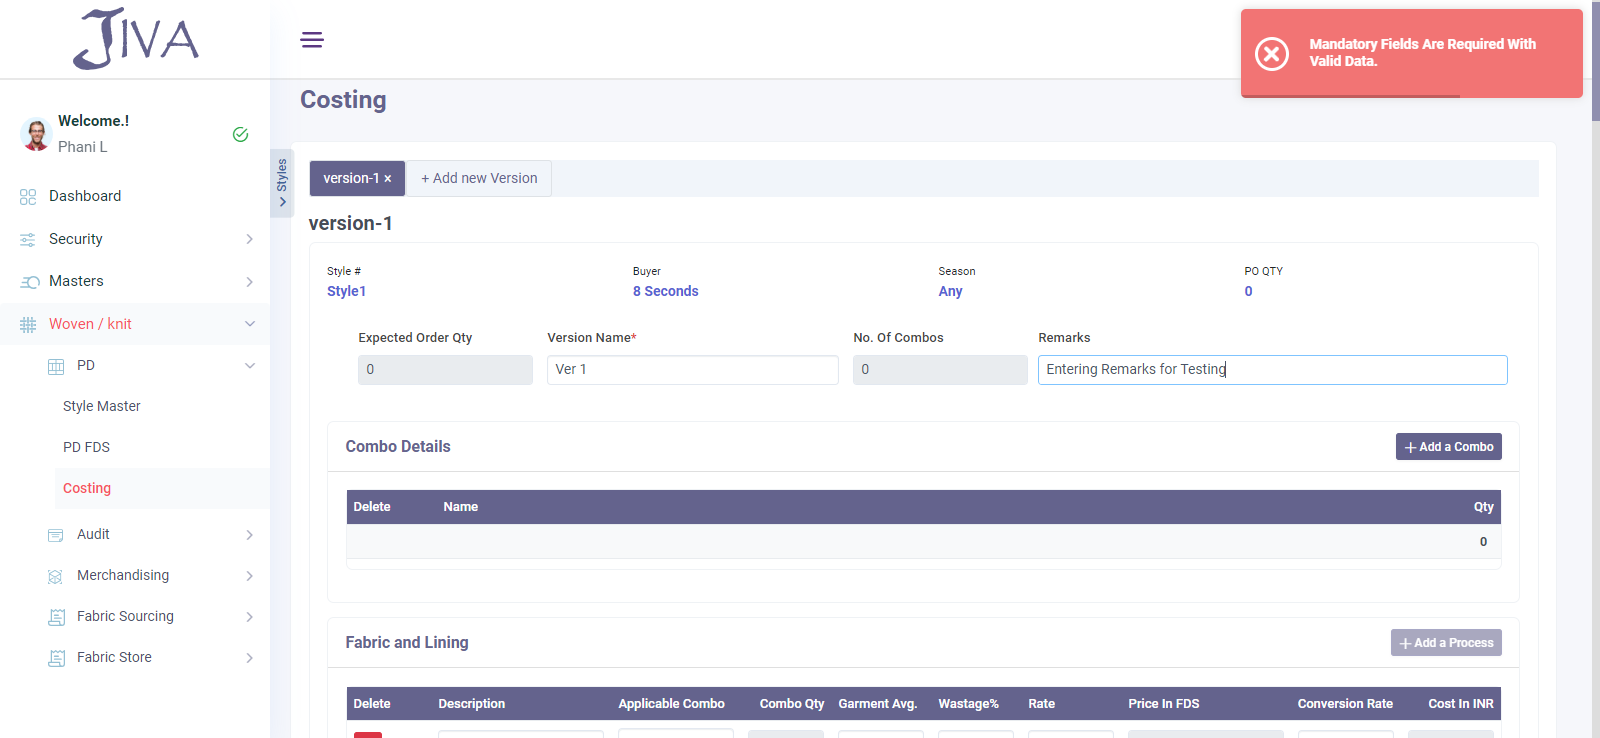 JIVA
Mandatory Fields Are Required With
Valid Data.
Costing
Welcome.!
Phani L
Styles
version-1 ×
+ Add new Version
Dashboard
version-1
Security
Style #
Buyer
Season
PO QTY
Masters
Style1
8 Seconds
Any
0
Woven / knit
Expected Order Qty
Version Name*
No. Of Combos
Remarks
PD
0
Ver 1
0
Entering Remarks for Testing
Style Master
PD FDS
Combo Details
+ Add a Combo
Costing
Delete
Name
Qty
Audit
0
Merchandising
Fabric Sourcing
Fabric and Lining
+ Add a Process
Fabric Store
Delete
Description
Applicable Combo
Combo Qty
Garment Avg.
Wastage%
Rate
Price In FDS
Conversion Rate
Cost In INR